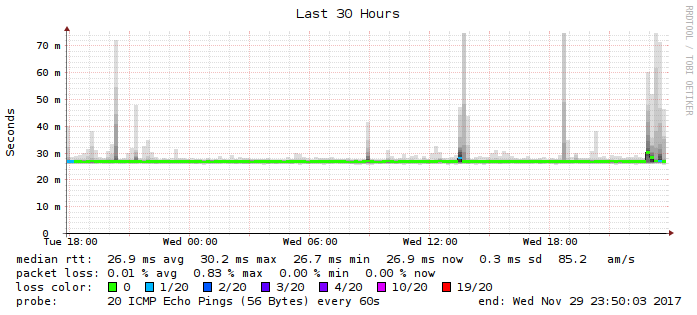 Last 30 Hours
RRDTOOL / TOBI OETIKER
Seconds
70 m
60 m
50 m
40 m
30 m
20 m
10 m
0
Tue 18:00 Wed 00:00 Wed 06:00 Wed 12:00 Wed 18:00
median rtt: 26.9 ms avg 30.2 ms max 26.7 ms min 26.9 ms now 0.3 ms sd 85.2 am/s
packet loss: 0.01 % avg 0.83 % max 0.00 % min 0.00 % now
loss color: 0 1/20 2/20 3/20 4/20 10/20 19/20
probe: 20 ICMP Echo Pings (56 Bytes) every 60s end: Wed Nov 29 23:50:03 2017